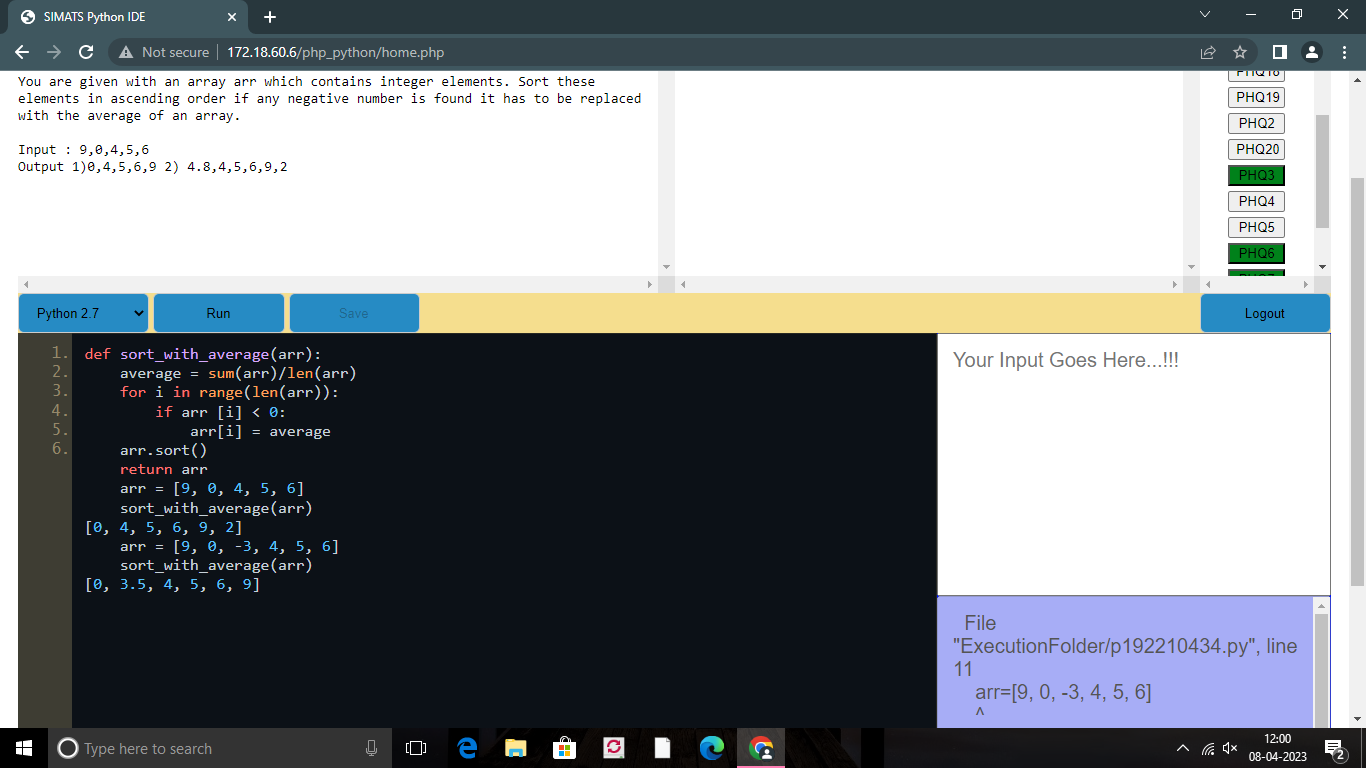 SIMATS Python IDE
Not secure | 172.18.60.6/php_python/home.php
You are given with an array arr which contains integer elements. Sort these
elements in ascending order if any negative number is found it has to be replaced
with the average of an array.
Input : 9,0,4,5,6
Output 1)0,4,5,6,9 2) 4.8,4,5,6,9,2
PHQ18
PHQ19
PHQ2
PHQ20
PHQ3
PHQ4
PHQ5
PHQ6
Python 2.7 Run Save Logout
1. def sort_with_average(arr):
2.     average = sum(arr)/len(arr)
3.     for i in range(len(arr)):
4.         if arr [i] < 0:
5.             arr[i] = average
6.     arr.sort()
    return arr
    arr = [9, 0, 4, 5, 6]
    sort_with_average(arr)
[0, 4, 5, 6, 9, 2]
    arr = [9, 0, -3, 4, 5, 6]
    sort_with_average(arr)
[0, 3.5, 4, 5, 6, 9]
Your Input Goes Here...!!!
File
"ExecutionFolder/p192210434.py", line
11
arr=[9, 0, -3, 4, 5, 6]
^
Type here to search
12:00
08-04-2023
2